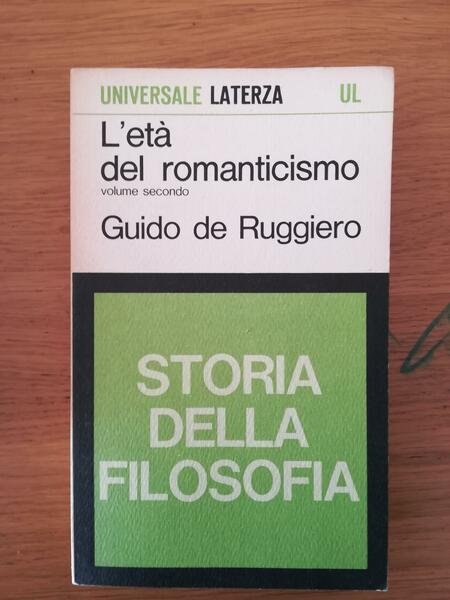 UNIVERSALE LATERZA UL
L'età
del romanticismo
volume secondo
Guido de Ruggiero
STORIA
DELLA
FILOSOFIA